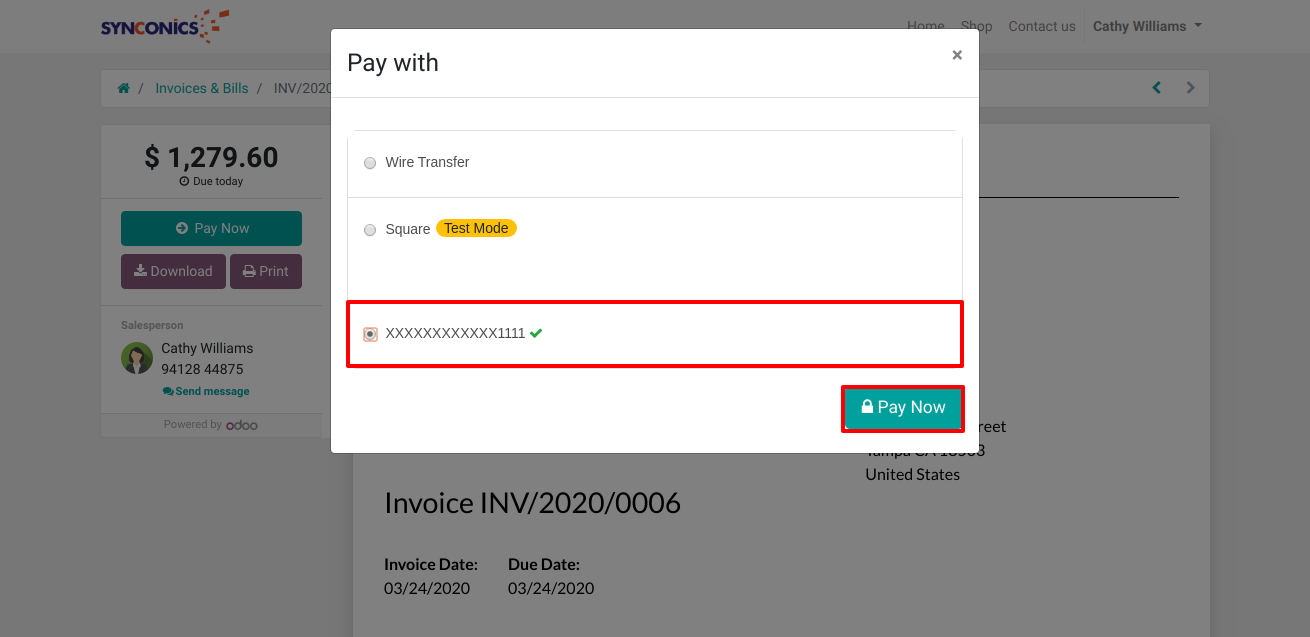 SYNCONICS
Home Shop Contact us Cathy Williams
/ Invoices & Bills / INV/2020
Pay with
×
$ 1,279.60
Due today
Pay Now
Download Print
Salesperson
Cathy Williams
94128 44875
Send message
Powered by odoo
Wire Transfer
Square Test Mode
XXXXXXXXXXXX1111
Pay Now
reet
Tampa CA 18503
United States
Invoice INV/2020/0006
Invoice Date: Due Date:
03/24/2020 03/24/2020